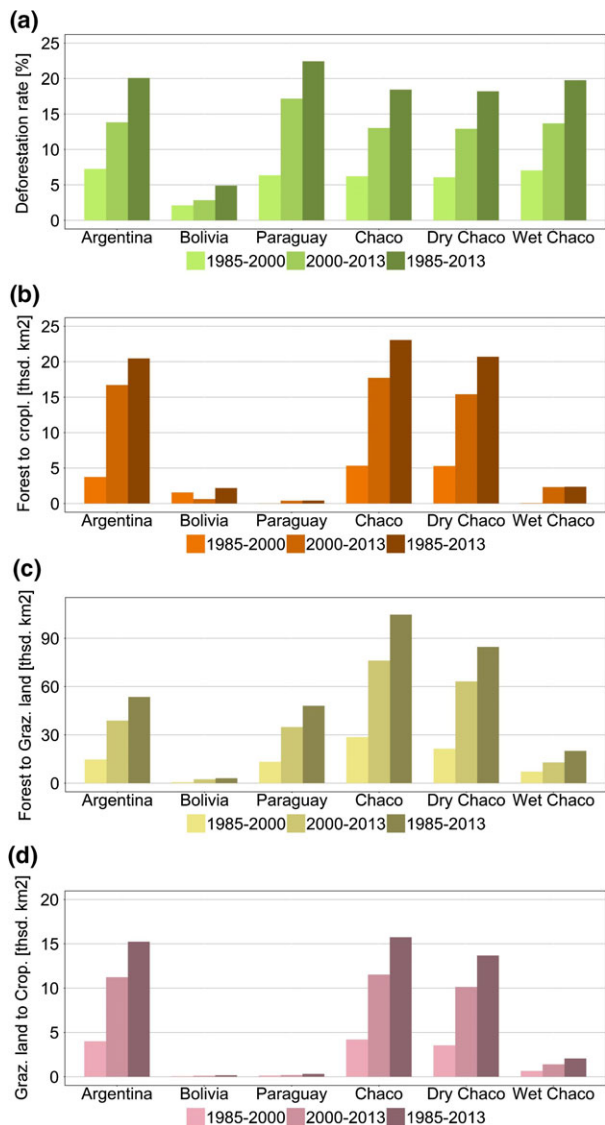 (a)
Deforestation rate [%]
25
20
15
10
5
0
Argentina Bolivia Paraguay Chaco Dry Chaco Wet Chaco
1985-2000 2000-2013 1985-2013
(b)
Forest to cropl. [thsd. km2]
25
20
15
10
5
0
Argentina Bolivia Paraguay Chaco Dry Chaco Wet Chaco
1985-2000 2000-2013 1985-2013
(c)
Forest to Graz. land [thsd. km2]
90
60
30
0
Argentina Bolivia Paraguay Chaco Dry Chaco Wet Chaco
1985-2000 2000-2013 1985-2013
(d)
Graz. land to Crop. [thsd. km2]
20
15
10
5
0
Argentina Bolivia Paraguay Chaco Dry Chaco Wet Chaco
1985-2000 2000-2013 1985-2013